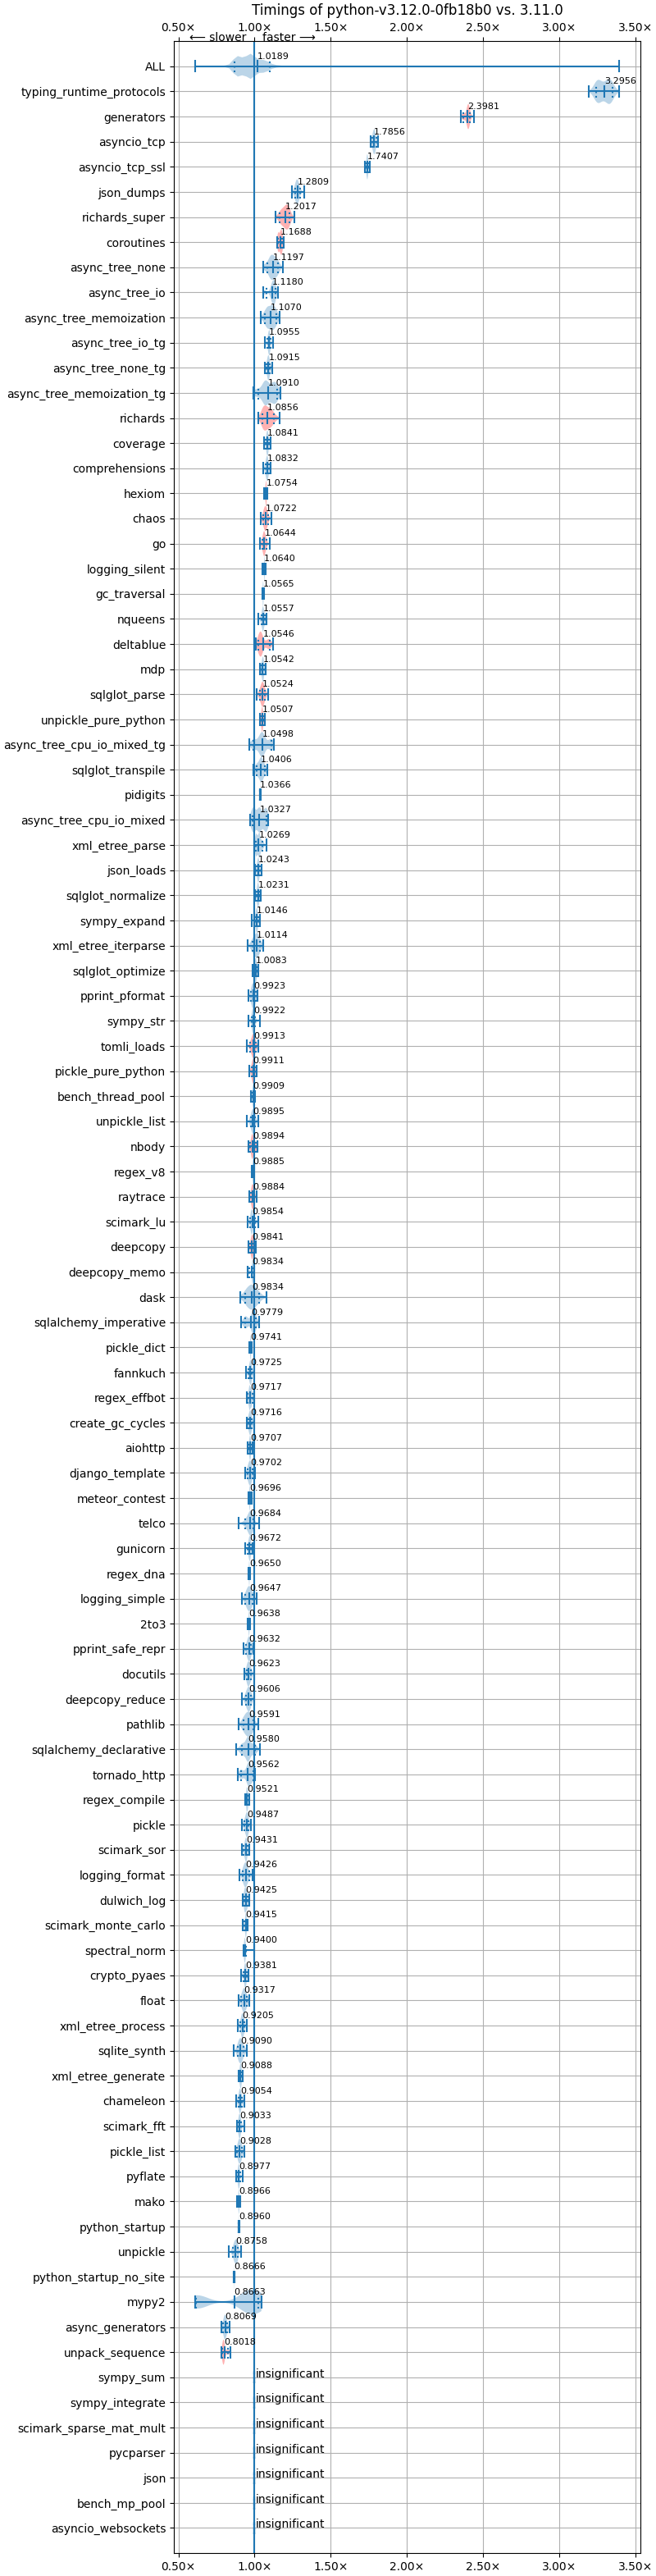 Timings of python-v3.12.0-0fb18b0 vs. 3.11.0
0.50× 1.00× 1.50× 2.00× 2.50× 3.00× 3.50×
⟵ slower faster ⟶
ALL 1.0189
typing_runtime_protocols 3.2956
generators 2.3981
asyncio_tcp 1.7856
asyncio_tcp_ssl 1.7407
json_dumps 1.2809
richards_super 1.2017
coroutines 1.1688
async_tree_none 1.1197
async_tree_io 1.1180
async_tree_memoization 1.1070
async_tree_io_tg 1.0955
async_tree_none_tg 1.0915
async_tree_memoization_tg 1.0910
richards 1.0856
coverage 1.0841
comprehensions 1.0832
hexiom 1.0754
chaos 1.0722
go 1.0644
logging_silent 1.0640
gc_traversal 1.0565
nqueens 1.0557
deltablue 1.0546
mdp 1.0542
sqlglot_parse 1.0524
unpickle_pure_python 1.0507
async_tree_cpu_io_mixed_tg 1.0498
sqlglot_transpile 1.0406
pidigits 1.0366
async_tree_cpu_io_mixed 1.0327
xml_etree_parse 1.0269
json_loads 1.0243
sqlglot_normalize 1.0231
sympy_expand 1.0146
xml_etree_iterparse 1.0114
sqlglot_optimize 1.0083
pprint_pformat 0.9923
sympy_str 0.9922
tomli_loads 0.9913
pickle_pure_python 0.9911
bench_thread_pool 0.9909
unpickle_list 0.9895
nbody 0.9894
regex_v8 0.9885
raytrace 0.9884
scimark_lu 0.9854
deepcopy 0.9841
deepcopy_memo 0.9834
dask 0.9834
sqlalchemy_imperative 0.9779
pickle_dict 0.9741
fannkuch 0.9725
regex_effbot 0.9717
create_gc_cycles 0.9716
aiohttp 0.9707
django_template 0.9702
meteor_contest 0.9696
telco 0.9684
gunicorn 0.9672
regex_dna 0.9650
logging_simple 0.9647
2to3 0.9638
pprint_safe_repr 0.9632
docutils 0.9623
deepcopy_reduce 0.9606
pathlib 0.9591
sqlalchemy_declarative 0.9580
tornado_http 0.9562
regex_compile 0.9521
pickle 0.9487
scimark_sor 0.9431
logging_format 0.9426
dulwich_log 0.9425
scimark_monte_carlo 0.9415
spectral_norm 0.9400
crypto_pyaes 0.9381
float 0.9317
xml_etree_process 0.9205
sqlite_synth 0.9090
xml_etree_generate 0.9088
chameleon 0.9054
scimark_fft 0.9033
pickle_list 0.9028
pyflate 0.8977
mako 0.8966
python_startup 0.8960
unpickle 0.8758
python_startup_no_site 0.8666
mypy2 0.8663
async_generators 0.8069
unpack_sequence 0.8018
sympy_sum insignificant
sympy_integrate insignificant
scimark_sparse_mat_mult insignificant
pycparser insignificant
json insignificant
bench_mp_pool insignificant
asyncio_websockets insignificant
0.50× 1.00× 1.50× 2.00× 2.50× 3.00× 3.50×